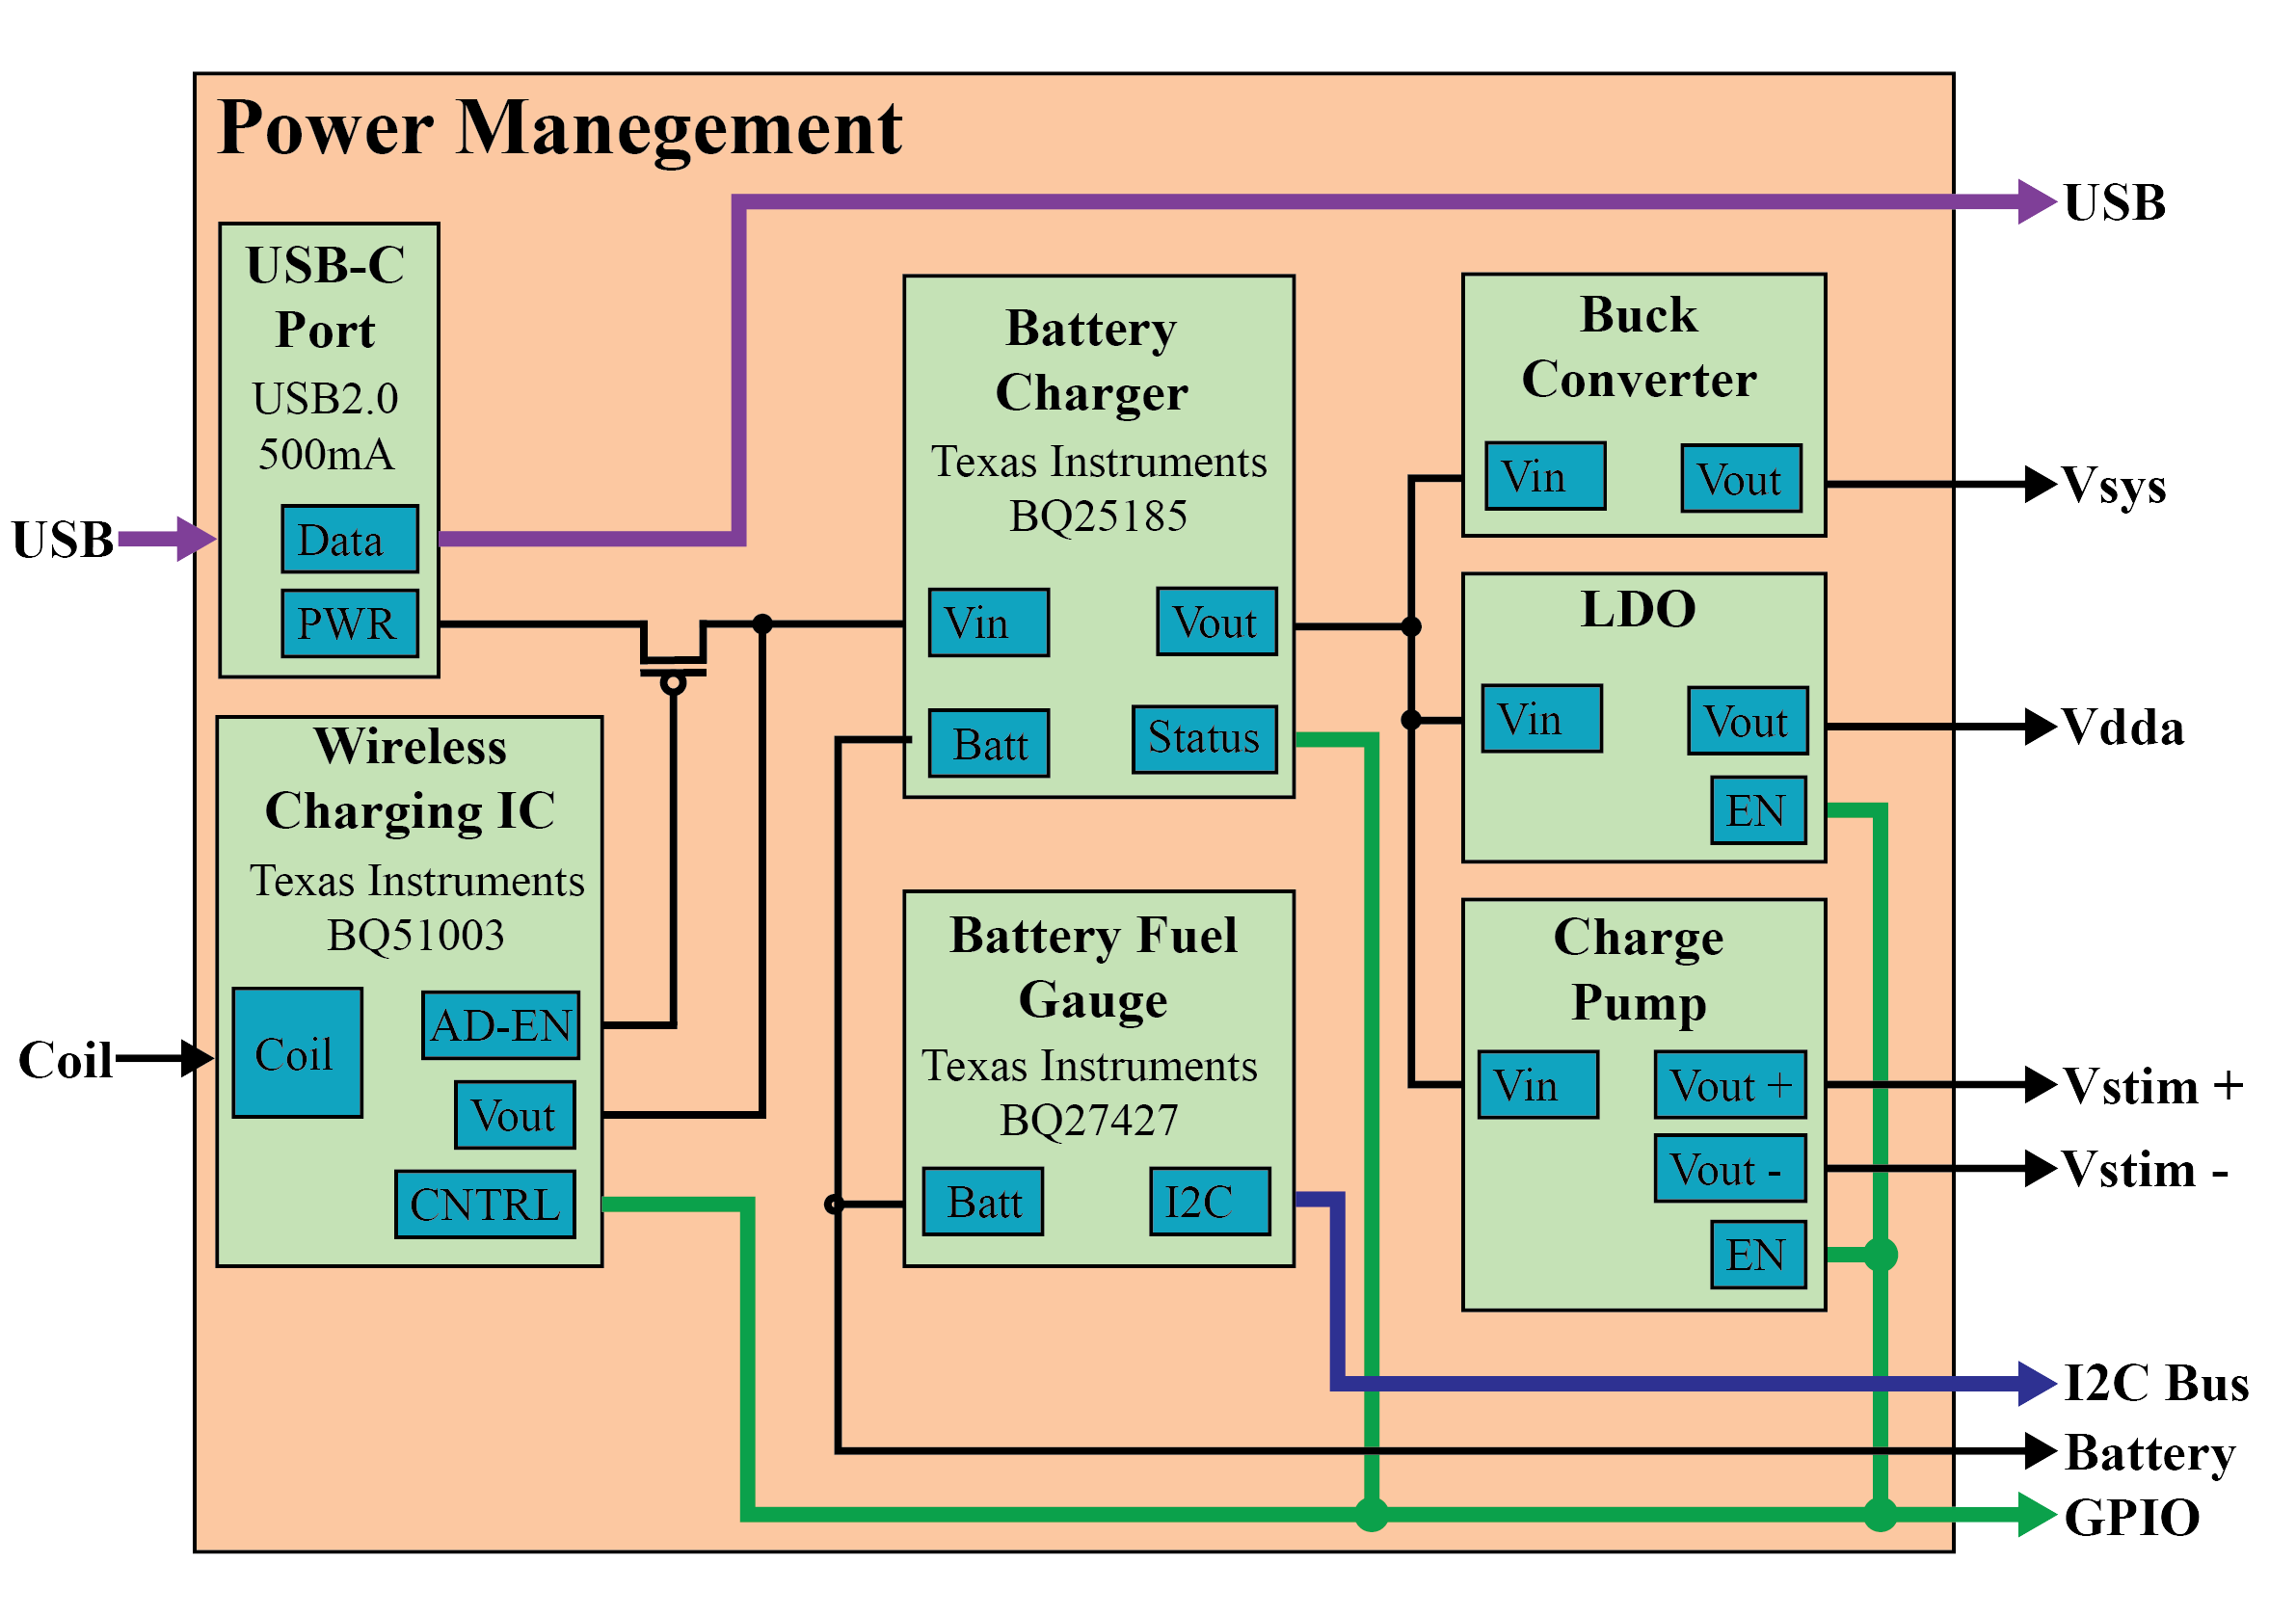 Power Manegement
USB
USB-C
Port
USB2.0
500mA
Data
PWR
USB
Wireless
Charging IC
Texas Instruments
BQ51003
Coil
AD-EN
Vout
CNTRL
Coil
Battery
Charger
Texas Instruments
BQ25185
Vin
Vout
Batt
Status
Battery Fuel
Gauge
Texas Instruments
BQ27427
Batt
I2C
Buck
Converter
Vin
Vout
Vsys
LDO
Vin
Vout
EN
Vdda
Charge
Pump
Vin
Vout +
Vout -
EN
Vstim +
Vstim -
I2C Bus
Battery
GPIO